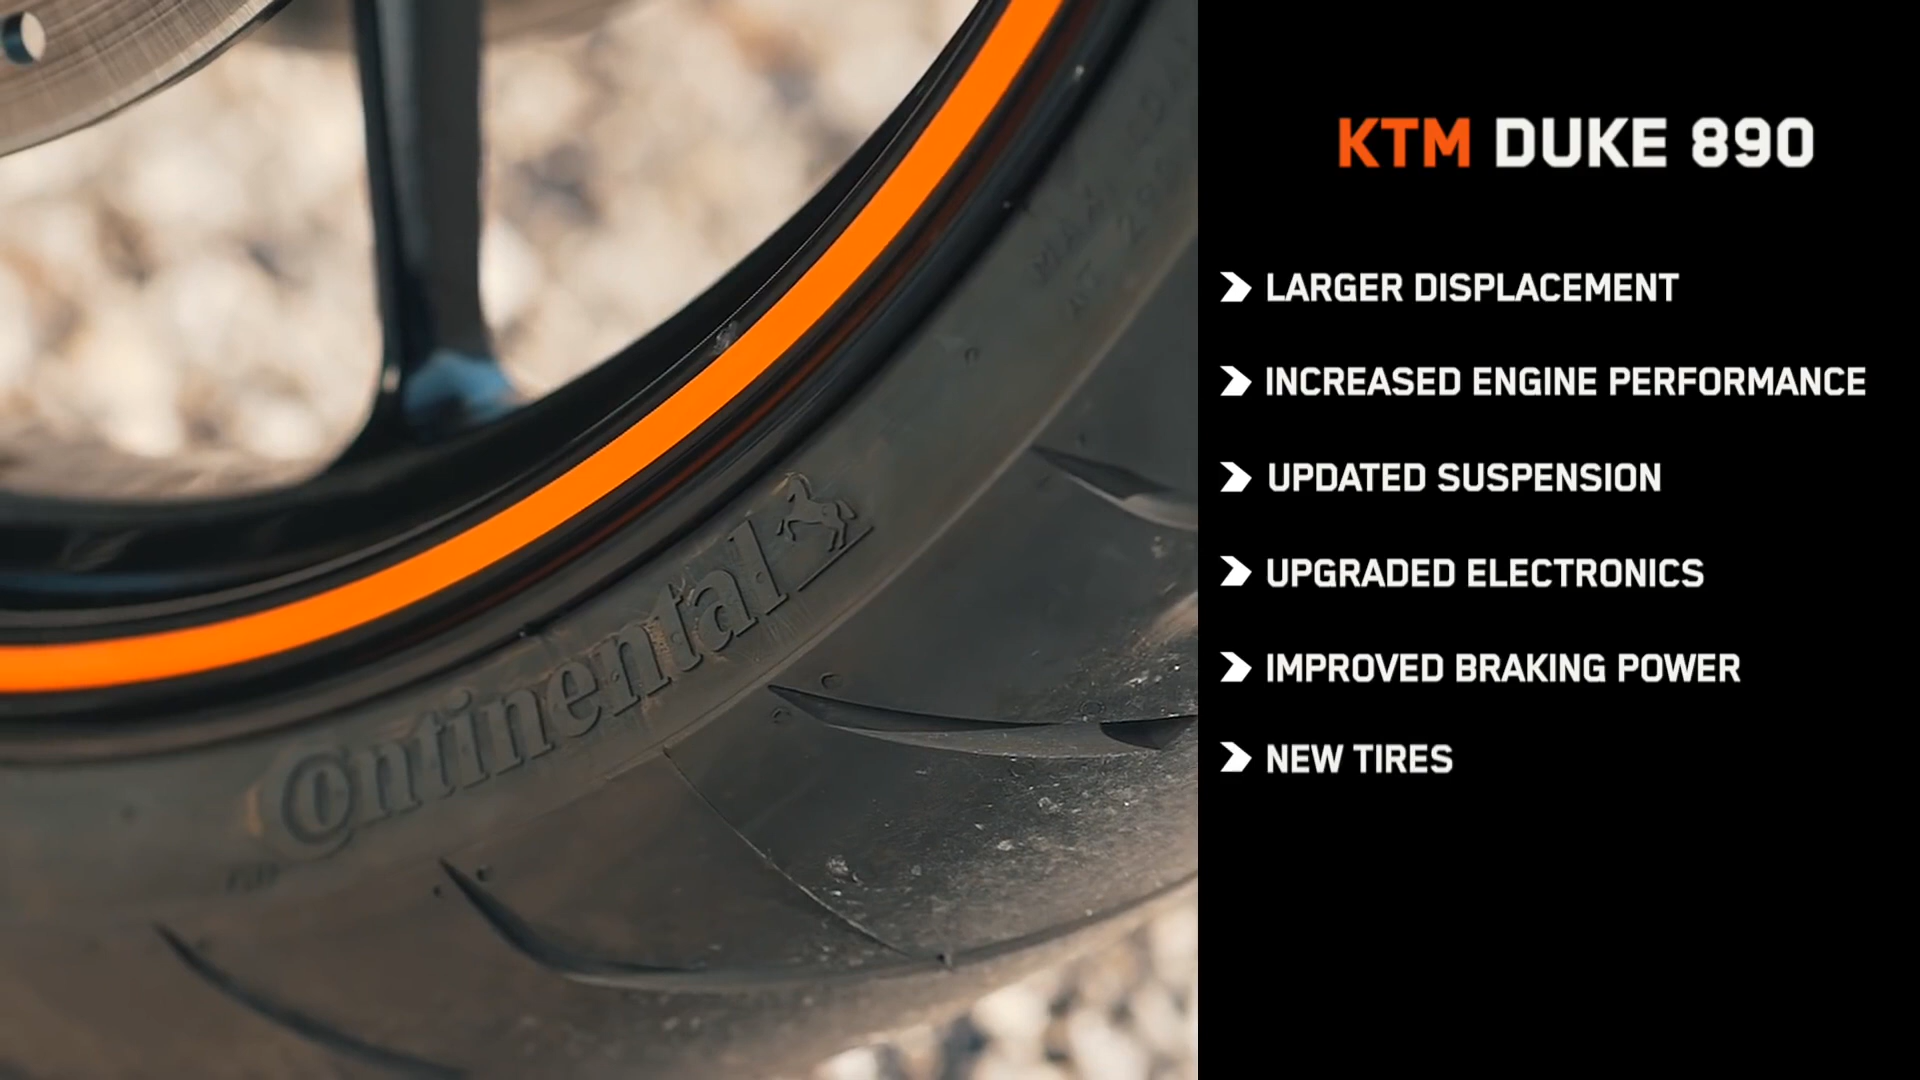 KTM DUKE 890
LARGER DISPLACEMENT
INCREASED ENGINE PERFORMANCE
UPDATED SUSPENSION
UPGRADED ELECTRONICS
IMPROVED BRAKING POWER
NEW TIRES
Continental